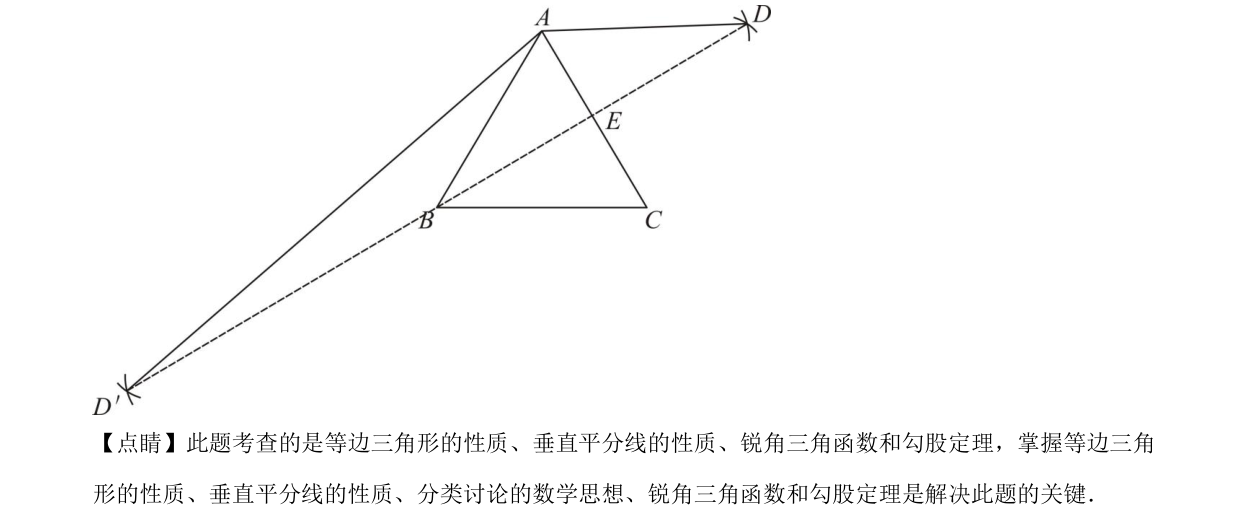 A
D
E
B
C
D′
【点睛】此题考查的是等边三角形的性质、垂直平分线的性质、锐角三角函数和勾股定理，掌握等边三角
形的性质、垂直平分线的性质、分类讨论的数学思想、锐角三角函数和勾股定理是解决此题的关键．